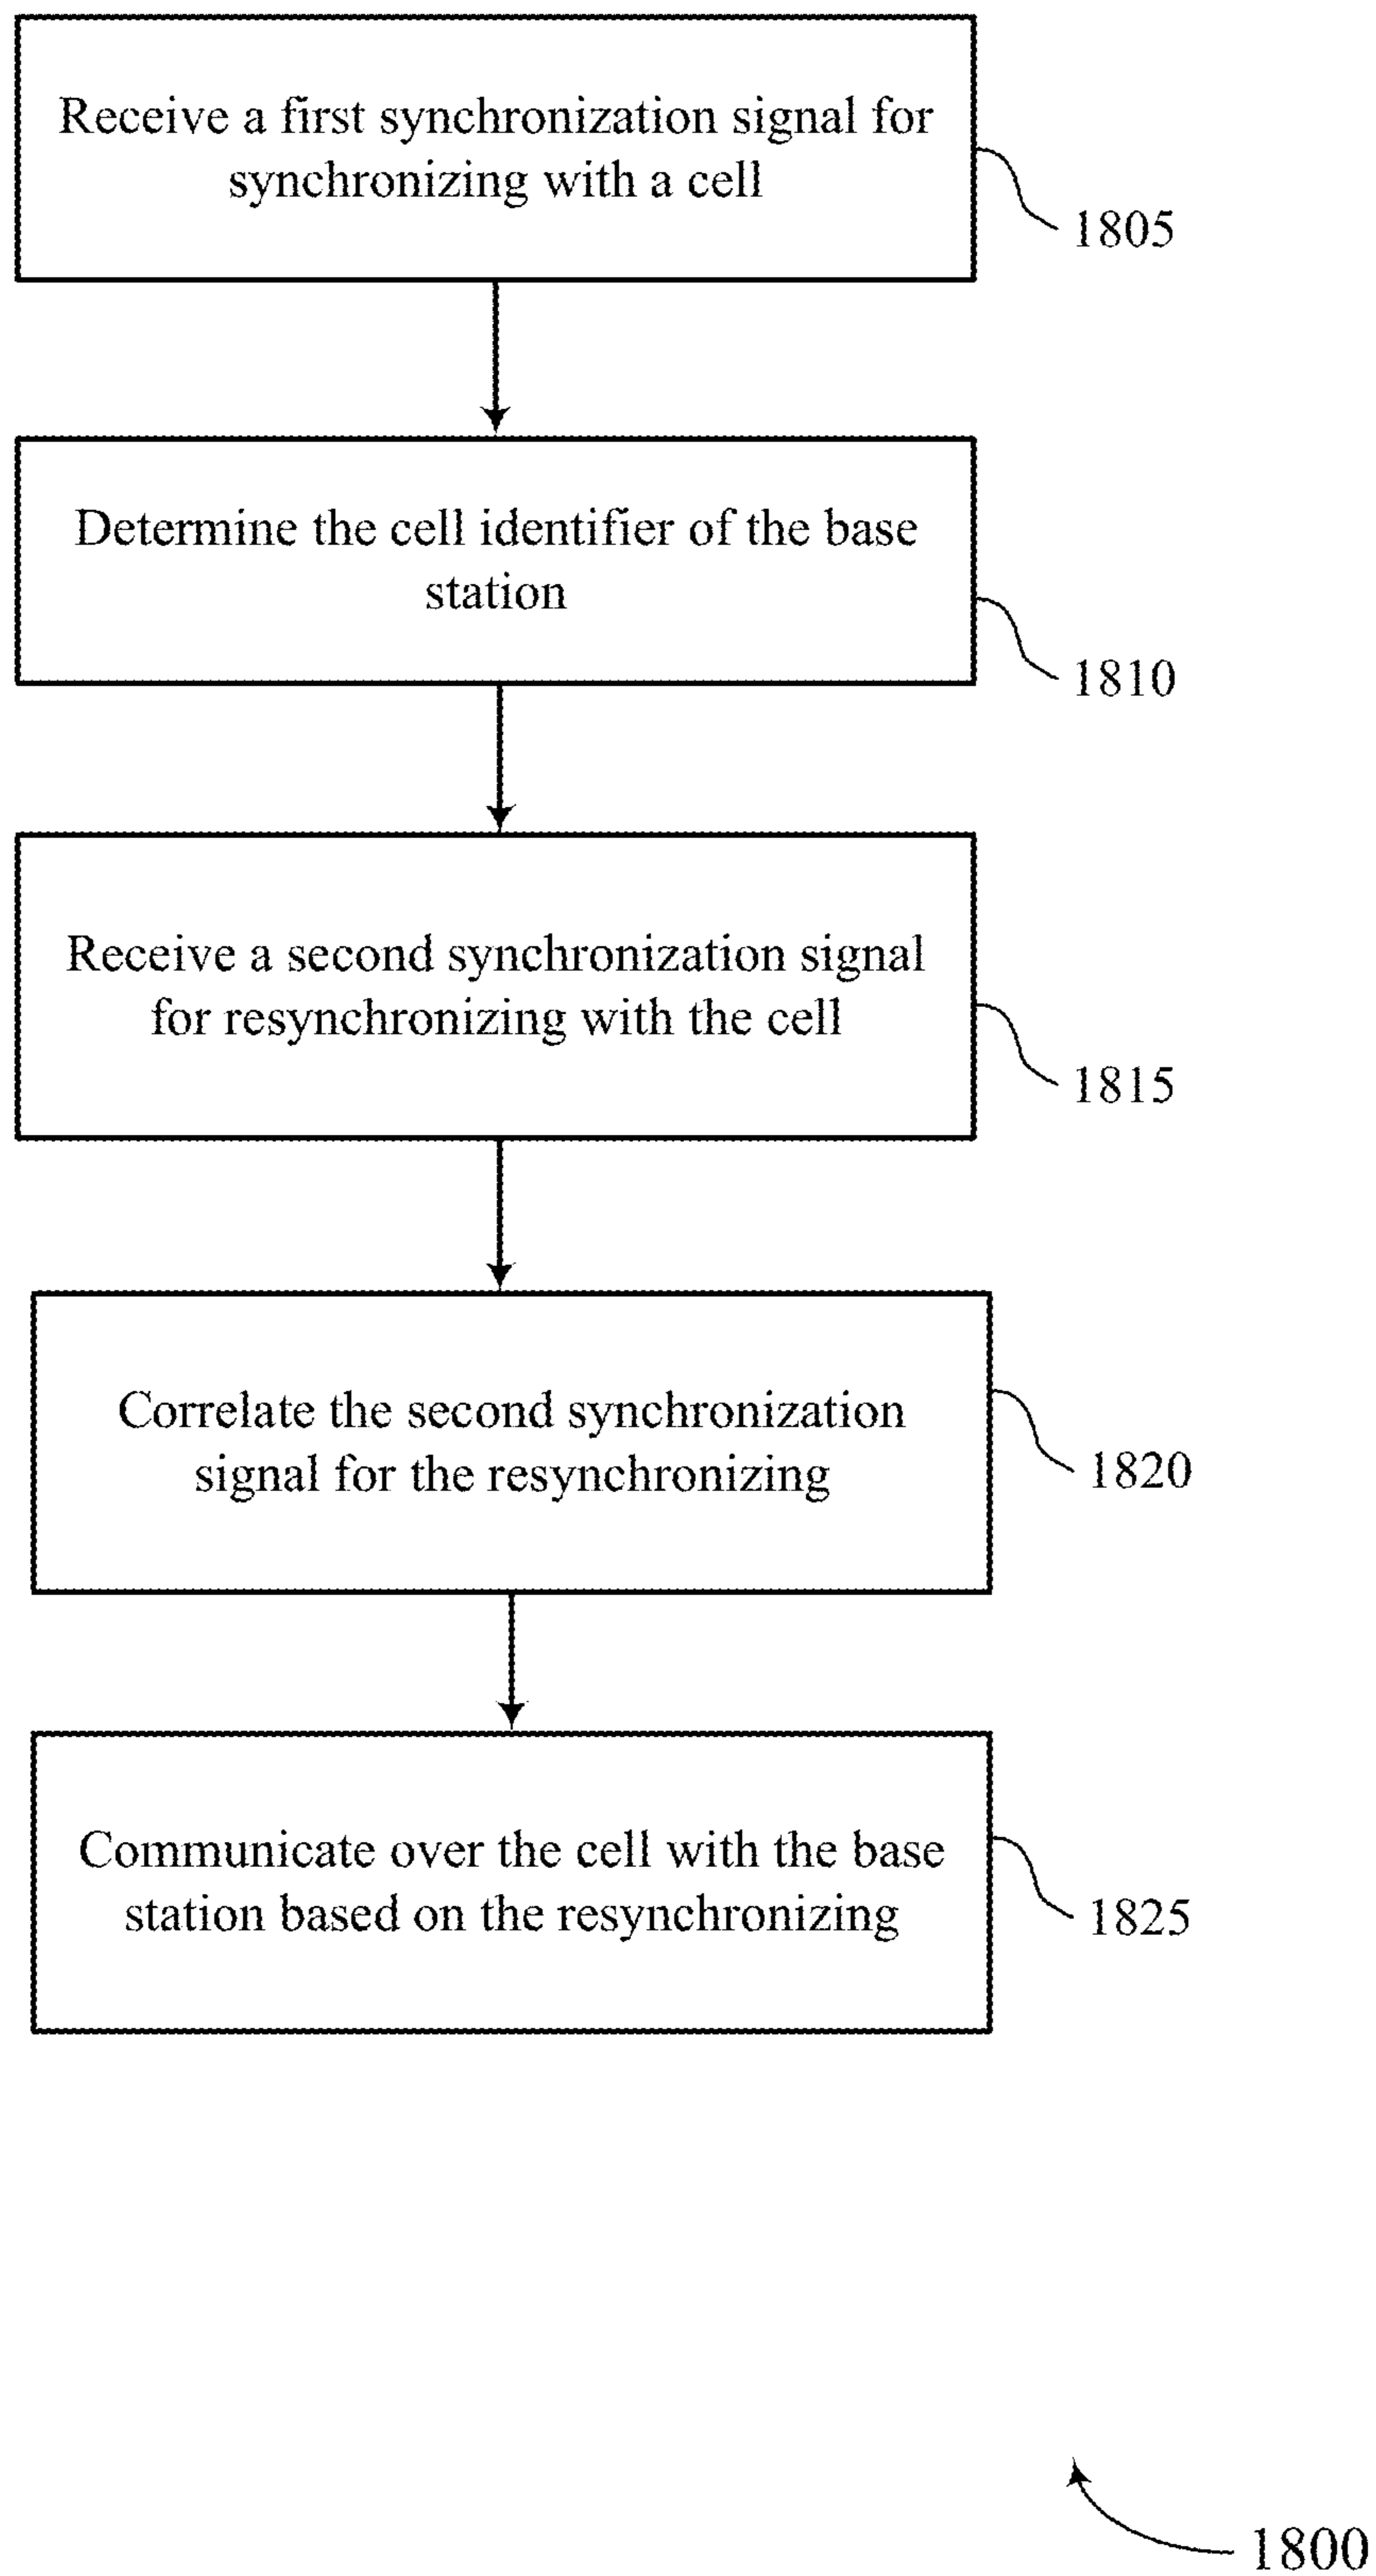 Receive a first synchronization signal for
synchronizing with a cell
1805
Determine the cell identifier of the base
station
1810
Receive a second synchronization signal
for resynchronizing with the cell
1815
Correlate the second synchronization
signal for the resynchronizing
1820
Communicate over the cell with the base
station based on the resynchronizing
1825
1800